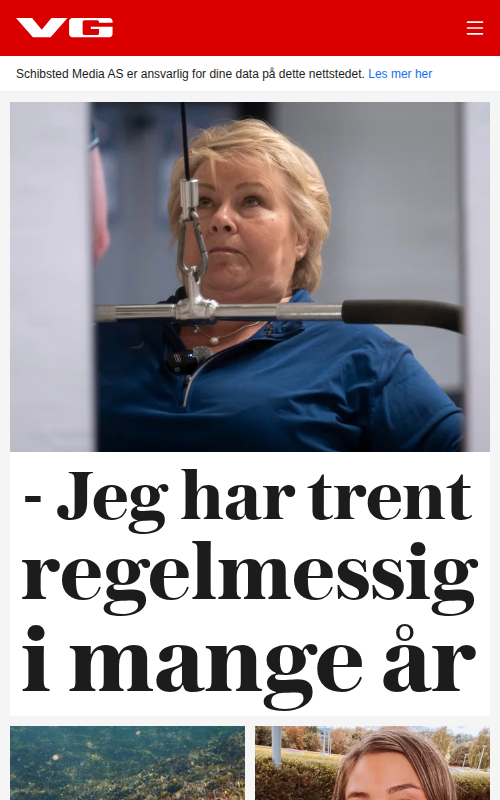 VG
Schibsted Media AS er ansvarlig for dine data på dette nettstedet. Les mer her
- Jeg har trent
regelmessig
i mange år